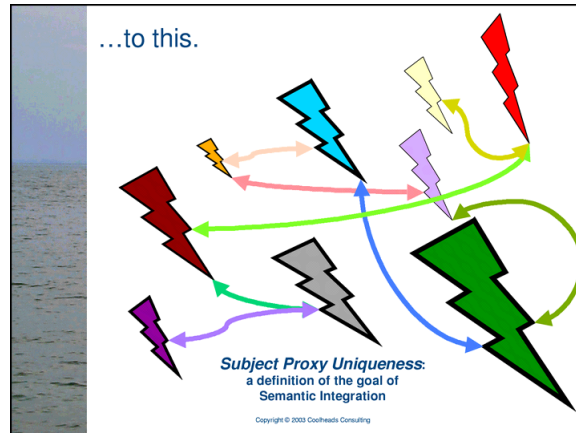 …to this.
Subject Proxy Uniqueness:
a definition of the goal of
Semantic Integration
Copyright © 2003 Coolheads Consulting